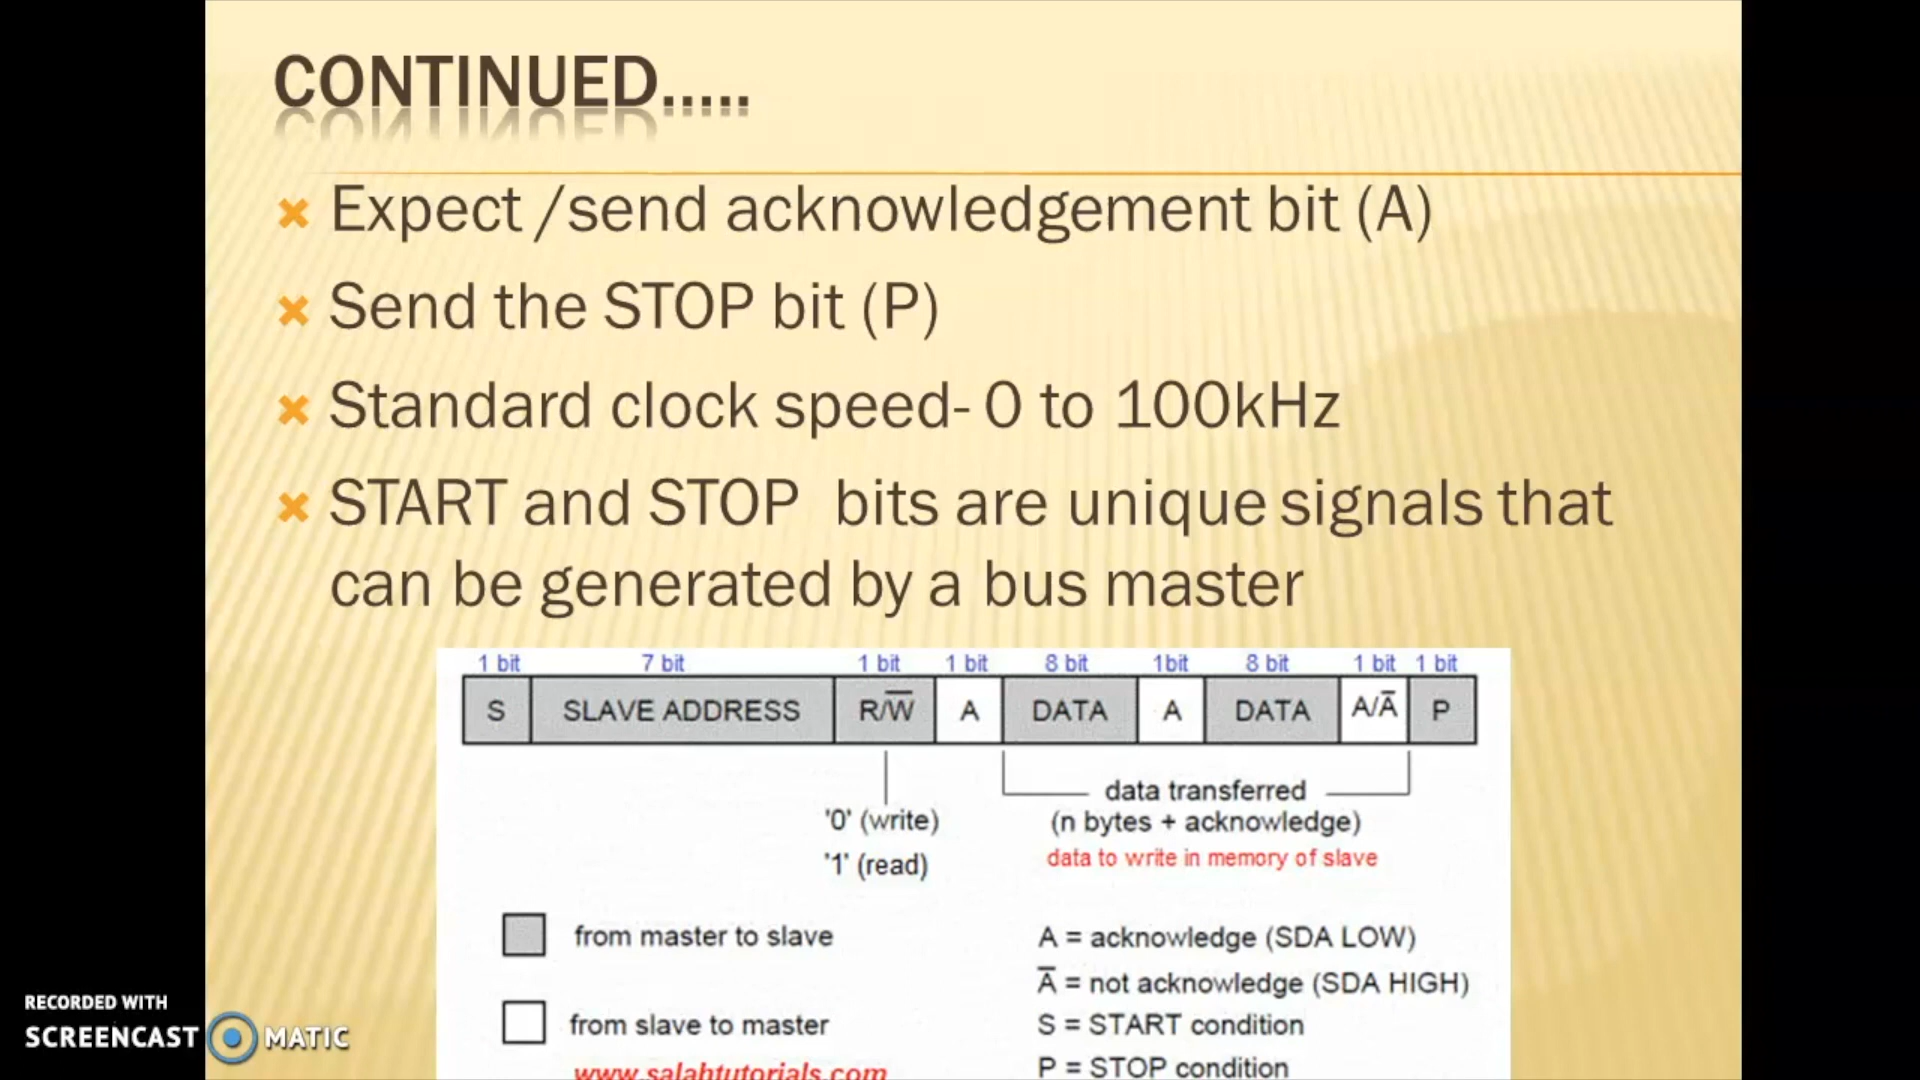 CONTINUED.....
Expect /send acknowledgement bit (A)
Send the STOP bit (P)
Standard clock speed- 0 to 100kHz
START and STOP  bits are unique signals that
can be generated by a bus master
1 bit 7 bit 1 bit 1 bit 8 bit 1bit 8 bit 1 bit 1 bit
S SLAVE ADDRESS R/W̅ A DATA A DATA A/A̅ P
data transferred
'0' (write) (n bytes + acknowledge)
'1' (read) data to write in memory of slave
from master to slave A = acknowledge (SDA LOW)
A̅ = not acknowledge (SDA HIGH)
from slave to master S = START condition
www.salahtutorials.com P = STOP condition
RECORDED WITH
SCREENCAST MATIC